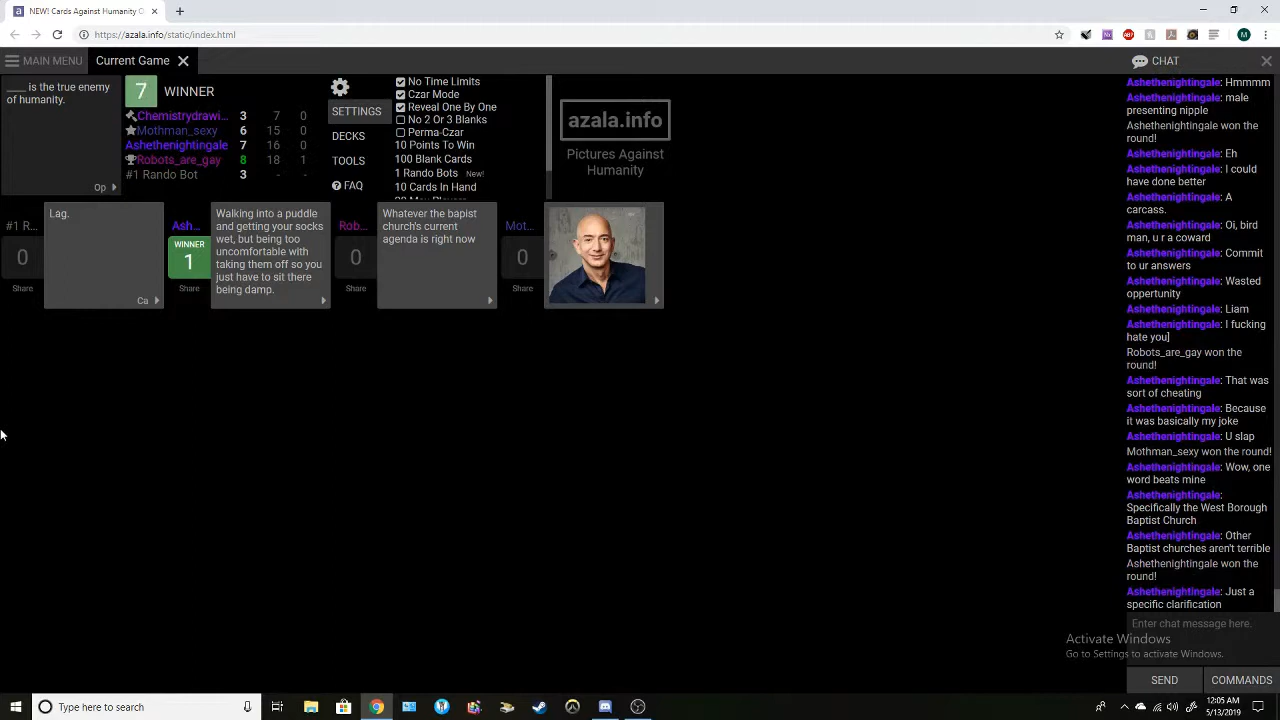 NEW! Cards Against Humanity O
https://azala.info/static/index.html
MAIN MENU
Current Game
CHAT
____ is the true enemy
of humanity.
Op
7 WINNER
Chemistrydrawi... 3 7 0
Mothman_sexy 6 15 0
Ashethenightingale 7 16 0
Robots_are_gay 8 18 1
#1 Rando Bot 3 - -
SETTINGS
DECKS
TOOLS
FAQ
No Time Limits
Czar Mode
Reveal One By One
No 2 Or 3 Blanks
Perma-Czar
10 Points To Win
100 Blank Cards
1 Rando Bots New!
10 Cards In Hand
azala.info
Pictures Against
Humanity
#1 R...
0
Share
Lag.
Ca
Ash...
WINNER
1
Share
Walking into a puddle
and getting your socks
wet, but being too
uncomfortable with
taking them off so you
just have to sit there
being damp.
Rob...
0
Share
Whatever the bapist
church's current
agenda is right now
Mot...
0
Share
Ashethenightingale: Hmmmm
Ashethenightingale: male
presenting nipple
Ashethenightingale won the
round!
Ashethenightingale: Eh
Ashethenightingale: I could
have done better
Ashethenightingale: A
carcass.
Ashethenightingale: Oi, bird
man, u r a coward
Ashethenightingale: Commit
to ur answers
Ashethenightingale: Wasted
oppertunity
Ashethenightingale: Liam
Ashethenightingale: I fucking
hate you]
Robots_are_gay won the
round!
Ashethenightingale: That was
sort of cheating
Ashethenightingale: Because
it was basically my joke
Ashethenightingale: U slap
Mothman_sexy won the round!
Ashethenightingale: Wow, one
word beats mine
Ashethenightingale:
Specifically the West Borough
Baptist Church
Ashethenightingale: Other
Baptist churches aren't terrible
Ashethenightingale won the
round!
Ashethenightingale: Just a
specific clarification
Enter chat message here.
Activate Windows
Go to Settings to activate Windows.
SEND
COMMANDS
Type here to search
12:05 AM
5/13/2019